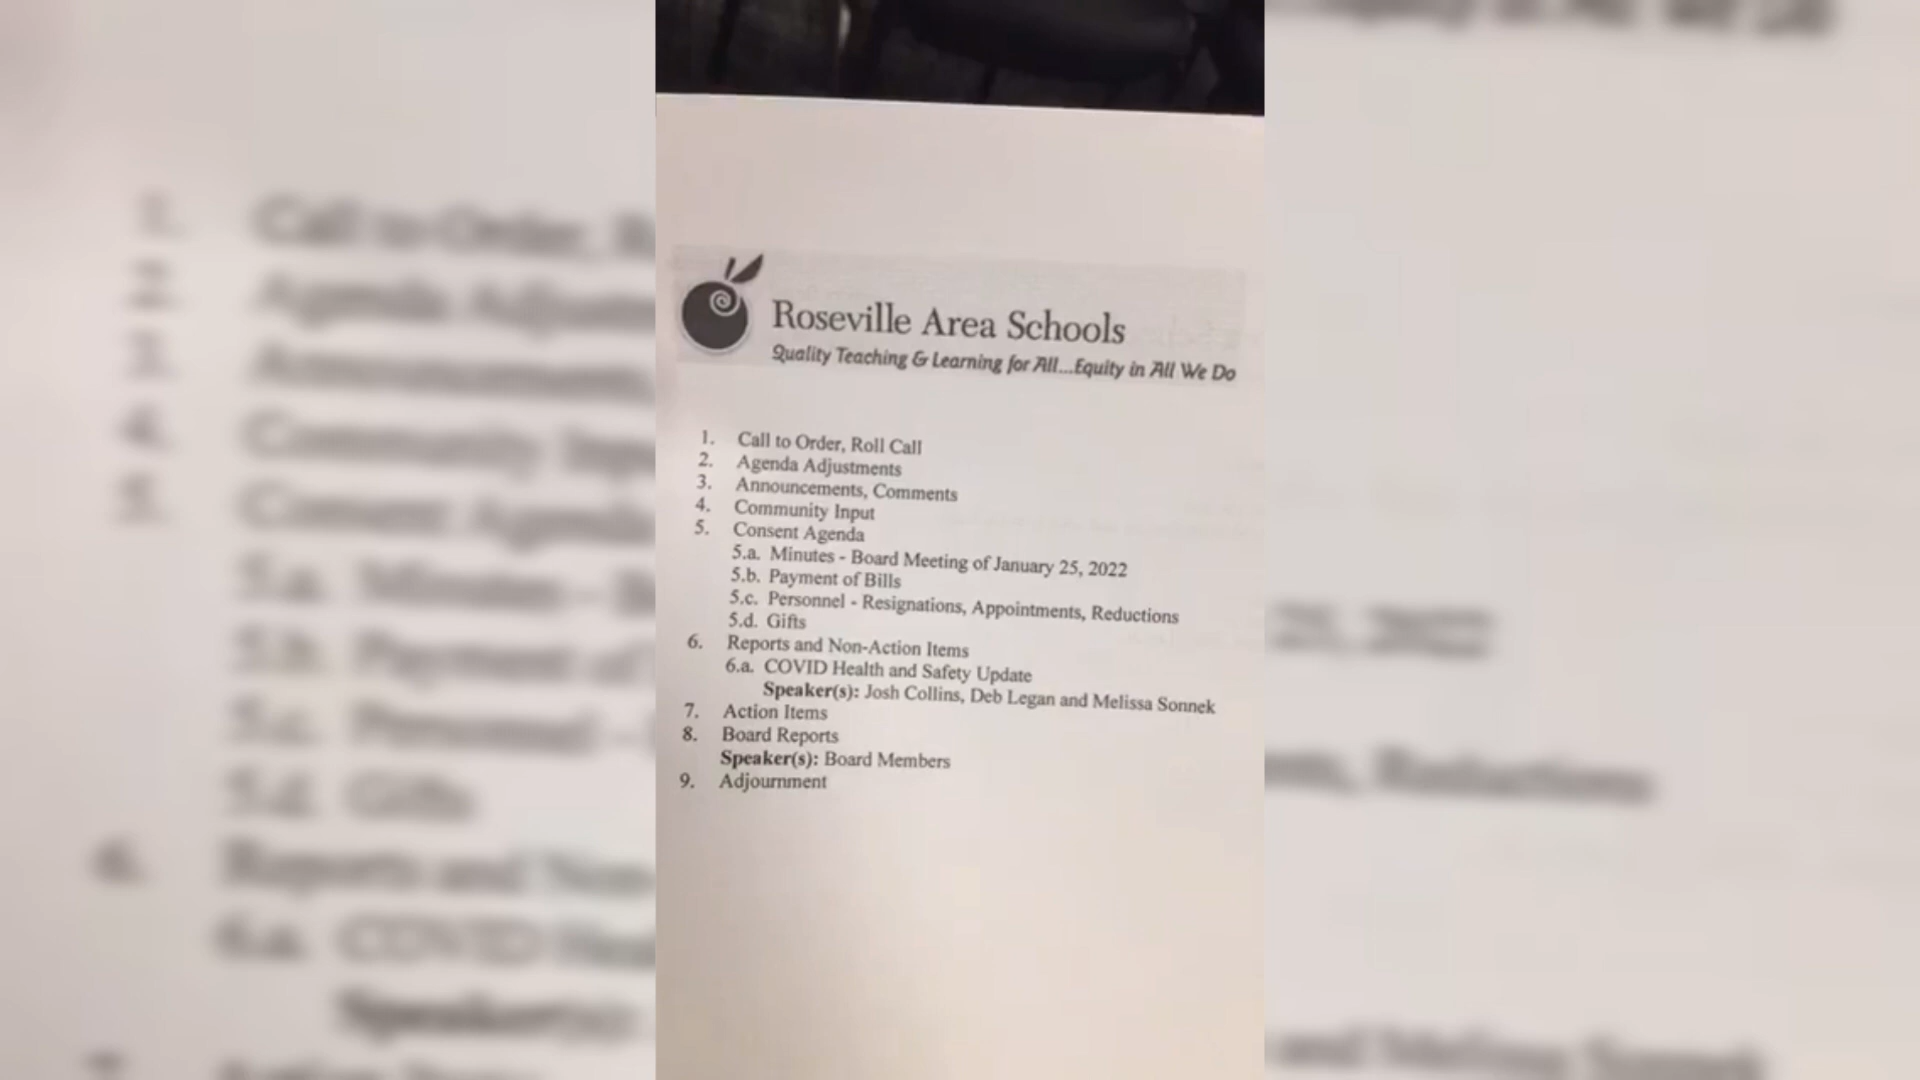 Roseville Area Schools
Quality Teaching & Learning for All...Equity in All We Do
1. Call to Order, Roll Call
2. Agenda Adjustments
3. Announcements, Comments
4. Community Input
5. Consent Agenda
5.a. Minutes - Board Meeting of January 25, 2022
5.b. Payment of Bills
5.c. Personnel - Resignations, Appointments, Reductions
5.d. Gifts
6. Reports and Non-Action Items
6.a. COVID Health and Safety Update
Speaker(s): Josh Collins, Deb Legan and Melissa Sonnek
7. Action Items
8. Board Reports
Speaker(s): Board Members
9. Adjournment